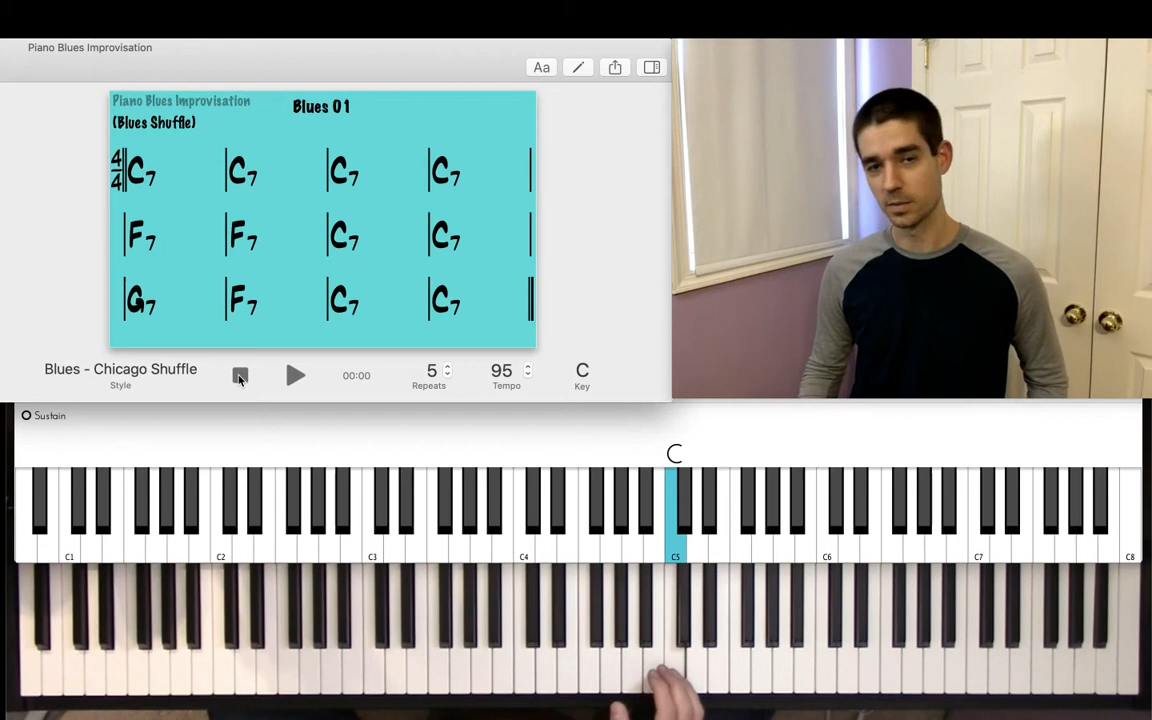 Piano Blues Improvisation
Aa
Piano Blues Improvisation
Blues 01
(Blues Shuffle)
4/4 C7 C7 C7 C7
F7 F7 C7 C7
G7 F7 C7 C7
Blues - Chicago Shuffle 00:00 5 95 C
Style Repeats Tempo Key
Sustain
C
C1 C2 C3 C4 C5 C6 C7 C8